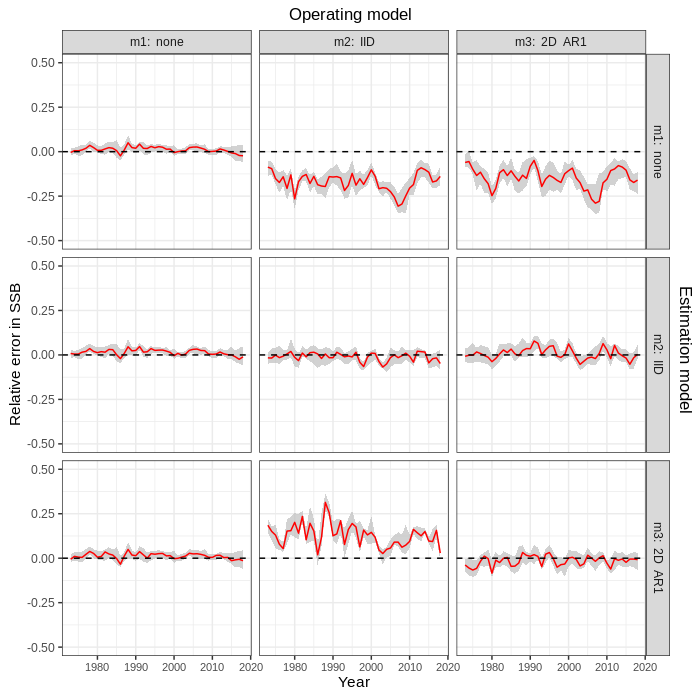 Operating model
m1: none m2: IID m3: 2D AR1
0.50
0.25
0.00
-0.25
-0.50
m1: none
0.50
0.25
0.00
-0.25
-0.50
m2: IID
0.50
0.25
0.00
-0.25
-0.50
m3: 2D AR1
Relative error in SSB
Estimation model
1980 1990 2000 2010 2020 1980 1990 2000 2010 2020 1980 1990 2000 2010 2020
Year